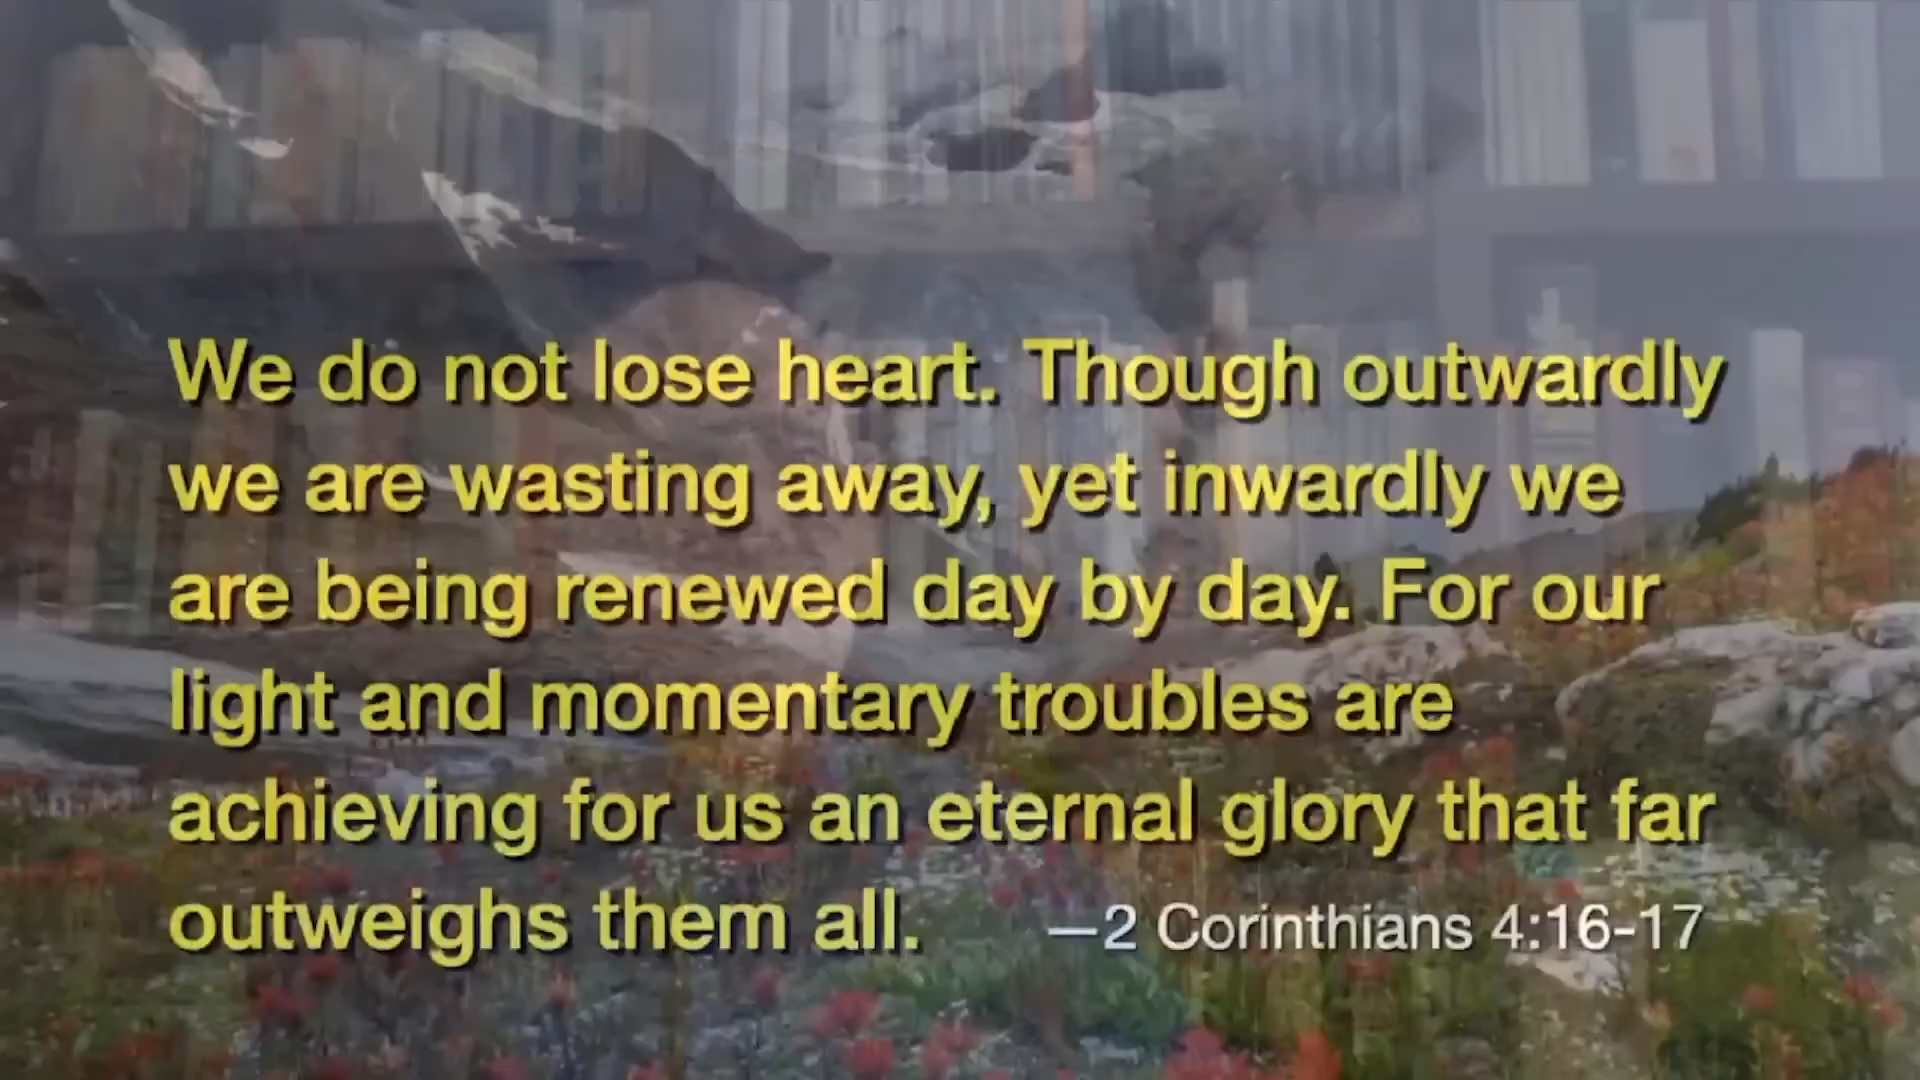 We do not lose heart. Though outwardly
we are wasting away, yet inwardly we
are being renewed day by day. For our
light and momentary troubles are
achieving for us an eternal glory that far
outweighs them all. —2 Corinthians 4:16-17